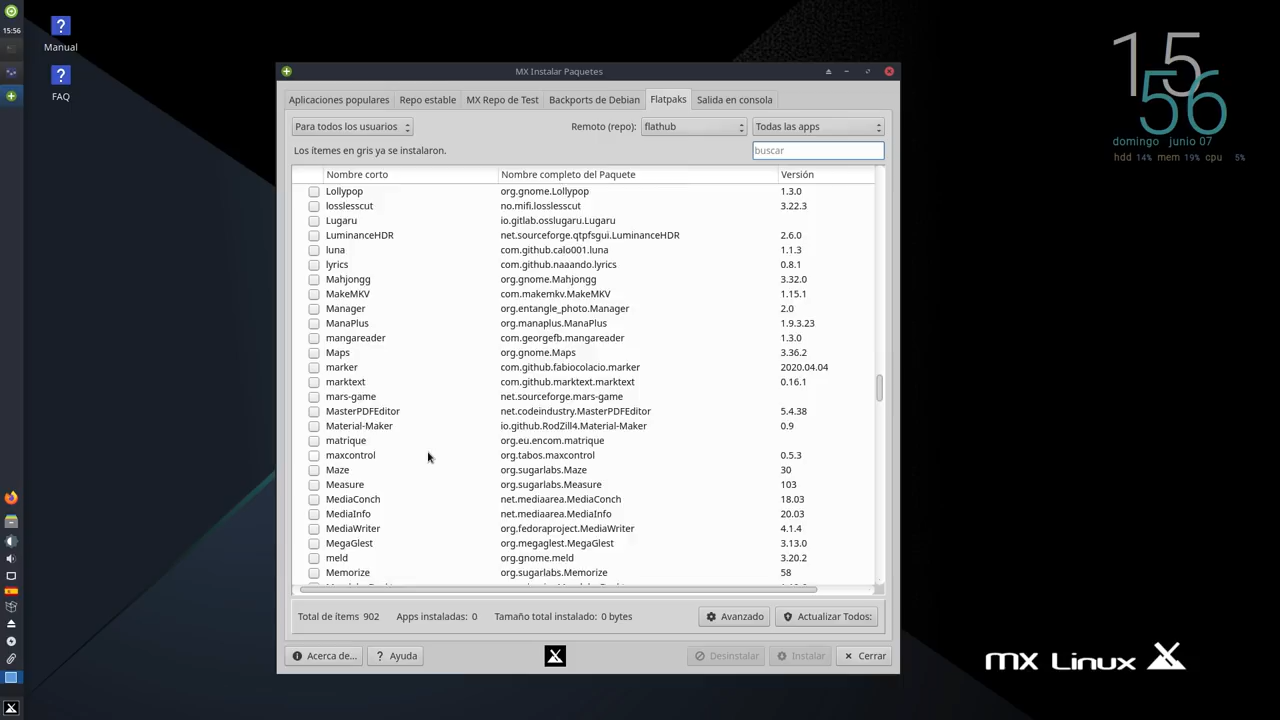 15:56
Manual
FAQ
15
56
domingo junio 07
hdd 14% mem 19% cpu 5%
MX Instalar Paquetes
Aplicaciones populares Repo estable MX Repo de Test Backports de Debian Flatpaks Salida en consola
Para todos los usuarios Remoto (repo): flathub Todas las apps
Los ítemes en gris ya se instalaron. buscar
Nombre corto Nombre completo del Paquete Versión
Lollypop org.gnome.Lollypop 1.3.0
losslesscut no.mifi.losslesscut 3.22.3
Lugaru io.gitlab.osslugaru.Lugaru
LuminanceHDR net.sourceforge.qtpfsgui.LuminanceHDR 2.6.0
luna com.github.calo001.luna 1.1.3
lyrics com.github.naaando.lyrics 0.8.1
Mahjongg org.gnome.Mahjongg 3.32.0
MakeMKV com.makemkv.MakeMKV 1.15.1
Manager org.entangle_photo.Manager 2.0
ManaPlus org.manaplus.ManaPlus 1.9.3.23
mangareader com.georgefb.mangareader 1.3.0
Maps org.gnome.Maps 3.36.2
marker com.github.fabiocolacio.marker 2020.04.04
marktext com.github.marktext.marktext 0.16.1
mars-game net.sourceforge.mars-game
MasterPDFEditor net.codeindustry.MasterPDFEditor 5.4.38
Material-Maker io.github.RodZill4.Material-Maker 0.9
matrique org.eu.encom.matrique
maxcontrol org.tabos.maxcontrol 0.5.3
Maze org.sugarlabs.Maze 30
Measure org.sugarlabs.Measure 103
MediaConch net.mediaarea.MediaConch 18.03
MediaInfo net.mediaarea.MediaInfo 20.03
MediaWriter org.fedoraproject.MediaWriter 4.1.4
MegaGlest org.megaglest.MegaGlest 3.13.0
meld org.gnome.meld 3.20.2
Memorize org.sugarlabs.Memorize 58
Total de ítems 902 Apps instaladas: 0 Tamaño total instalado: 0 bytes Avanzado Actualizar Todos:
Acerca de... Ayuda Desinstalar Instalar Cerrar
MX Linux